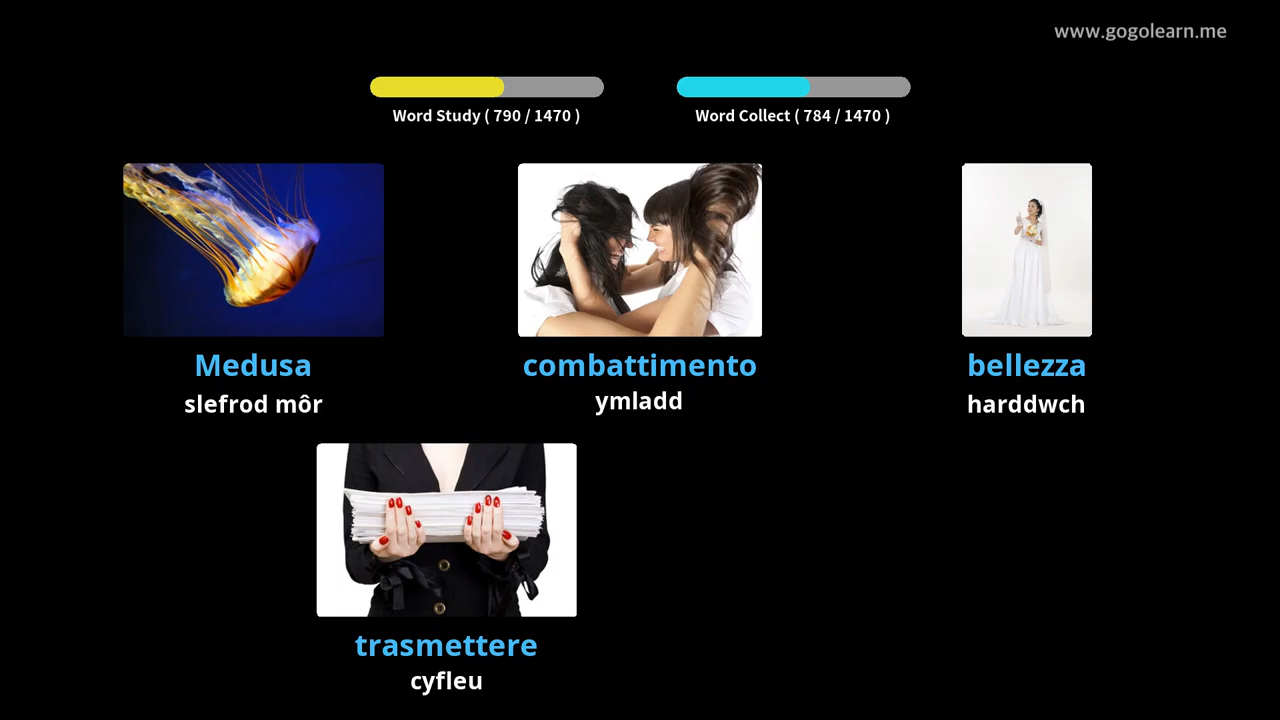 www.gogolearn.me
Word Study ( 790 / 1470 )
Word Collect ( 784 / 1470 )
Medusa
slefrod môr
combattimento
ymladd
bellezza
harddwch
trasmettere
cyfleu